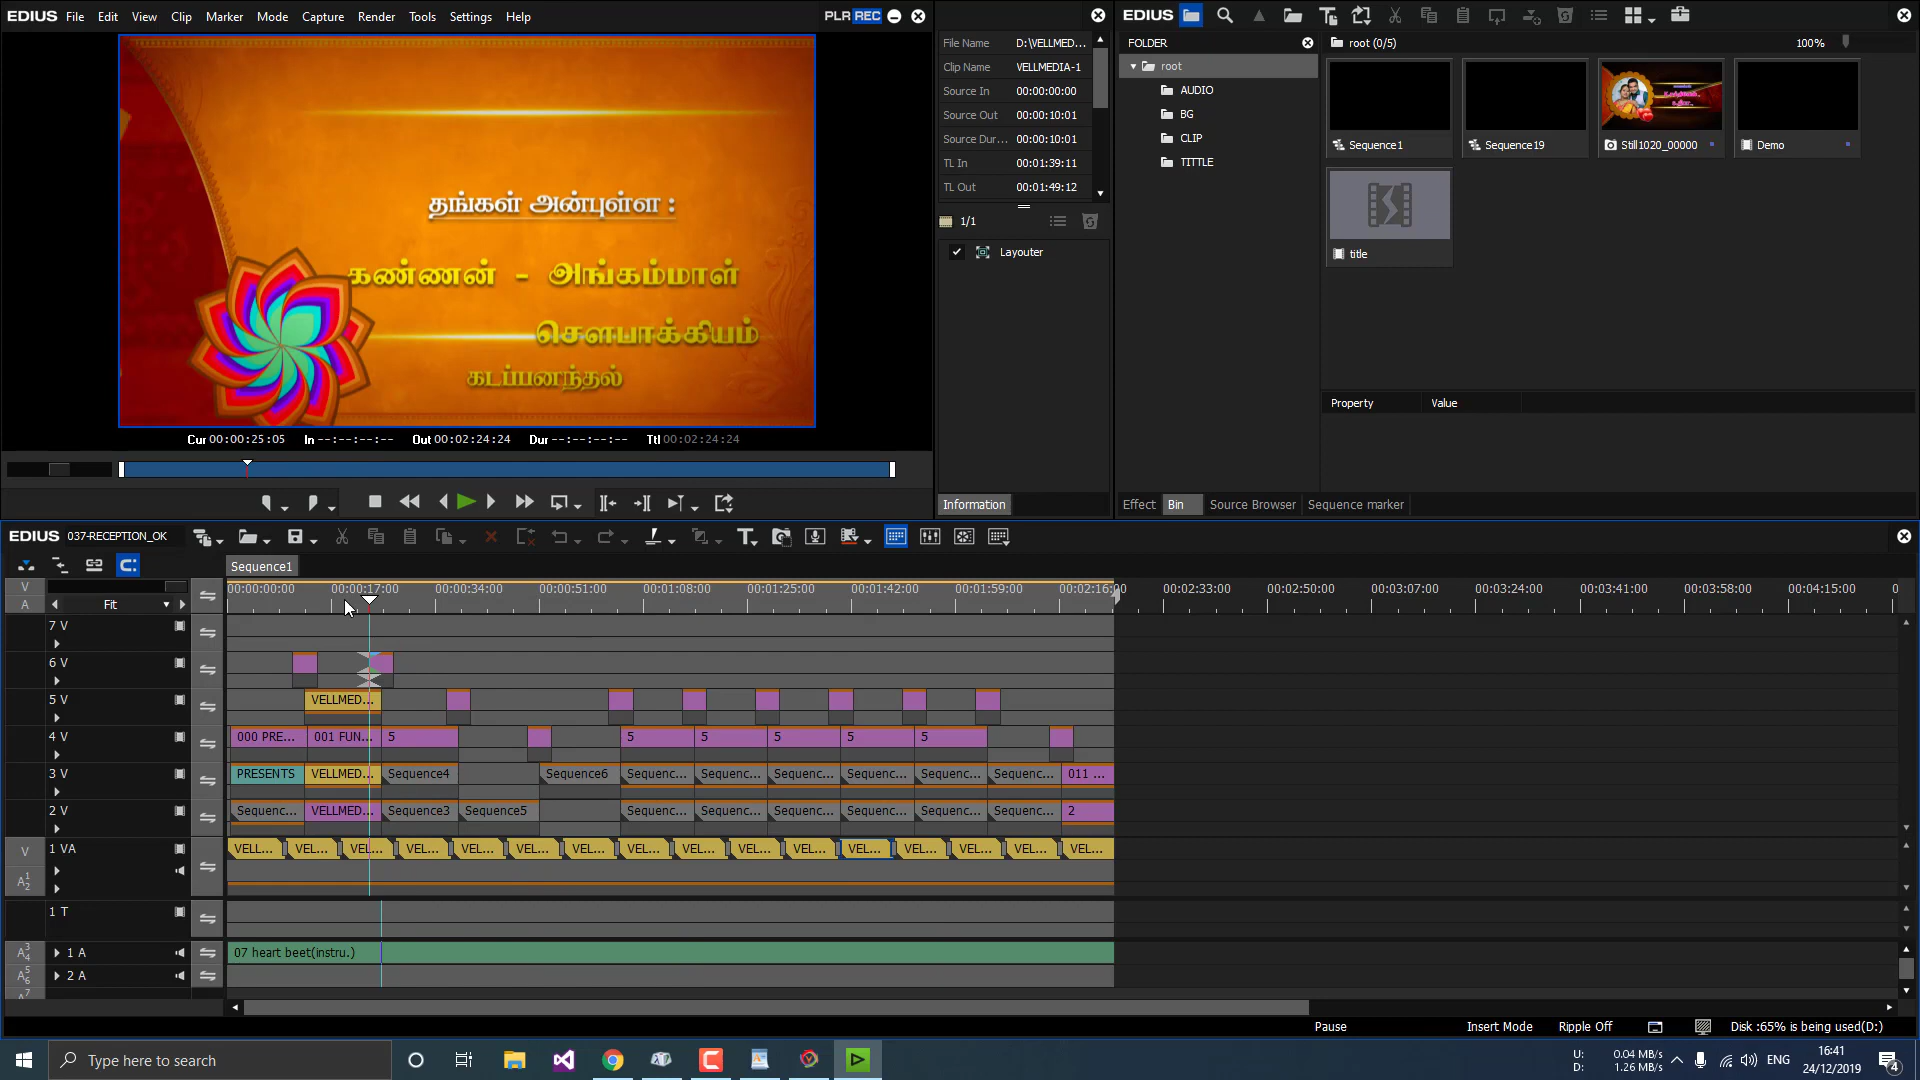 EDIUS File Edit View Clip Marker Mode Capture Render Tools Settings Help PLR REC
தங்கள் அன்புள்ள :
கண்ணன் - அங்கம்மாள்
சௌபாக்கியம்
கடப்பனந்தல்
Cur 00:00:25:05 In --:--:--:-- Out 00:02:24:24 Dur --:--:--:-- Ttl 00:02:24:24
File Name D:\VELLMED...
Clip Name VELLMEDIA-1
Source In 00:00:00:00
Source Out 00:00:10:01
Source Dur... 00:00:10:01
TL In 00:01:39:11
TL Out 00:01:49:12
1/1
Layouter
Information
EDIUS
FOLDER
root
AUDIO
BG
CLIP
TITTLE
root (0/5) 100%
Sequence1 Sequence19 Still1020_00000 Demo
title
Property Value
Effect Bin Source Browser Sequence marker
EDIUS 037-RECEPTION_OK
Sequence1
V 00:00:00:00 00:00:17:00 00:00:34:00 00:00:51:00 00:01:08:00 00:01:25:00 00:01:42:00 00:01:59:00 00:02:16: 0 00:02:33:00 00:02:50:00 00:03:07:00 00:03:24:00 00:03:41:00 00:03:58:00 00:04:15:00 0
A Fit
7 V
6 V
5 V VELLMED...
4 V 000 PRE... 001 FUN... 5 5 5 5 5 5
3 V PRESENTS VELLMED... Sequence4 Sequence6 Sequenc... Sequenc... Sequenc... Sequenc... Sequenc... Sequenc... 011 ...
2 V Sequenc... VELLMED... Sequence3 Sequence5 Sequenc... Sequenc... Sequenc... Sequenc... Sequenc... Sequenc... 2
V 1 VA VELL... VEL... VEL... VEL... VEL... VEL... VEL... VEL... VEL... VEL... VEL... VEL... VEL... VEL... VEL... VEL...
A 1 2
1 T
A 3 4 1 A 07 heart beet(instru.)
A 5 6 2 A
A 7
Pause Insert Mode Ripple Off Disk :65% is being used(D:)
Type here to search
U: 0.04 MB/s
D: 1.26 MB/s
ENG
16:41
24/12/2019
4